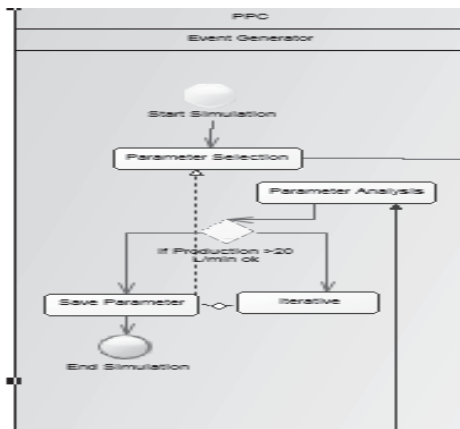 PPC
Event Generator
Start Simulation
Parameter Selection
Parameter Analysis
If Production >20
L/min ok
Save Parameter
Iterative
End Simulation